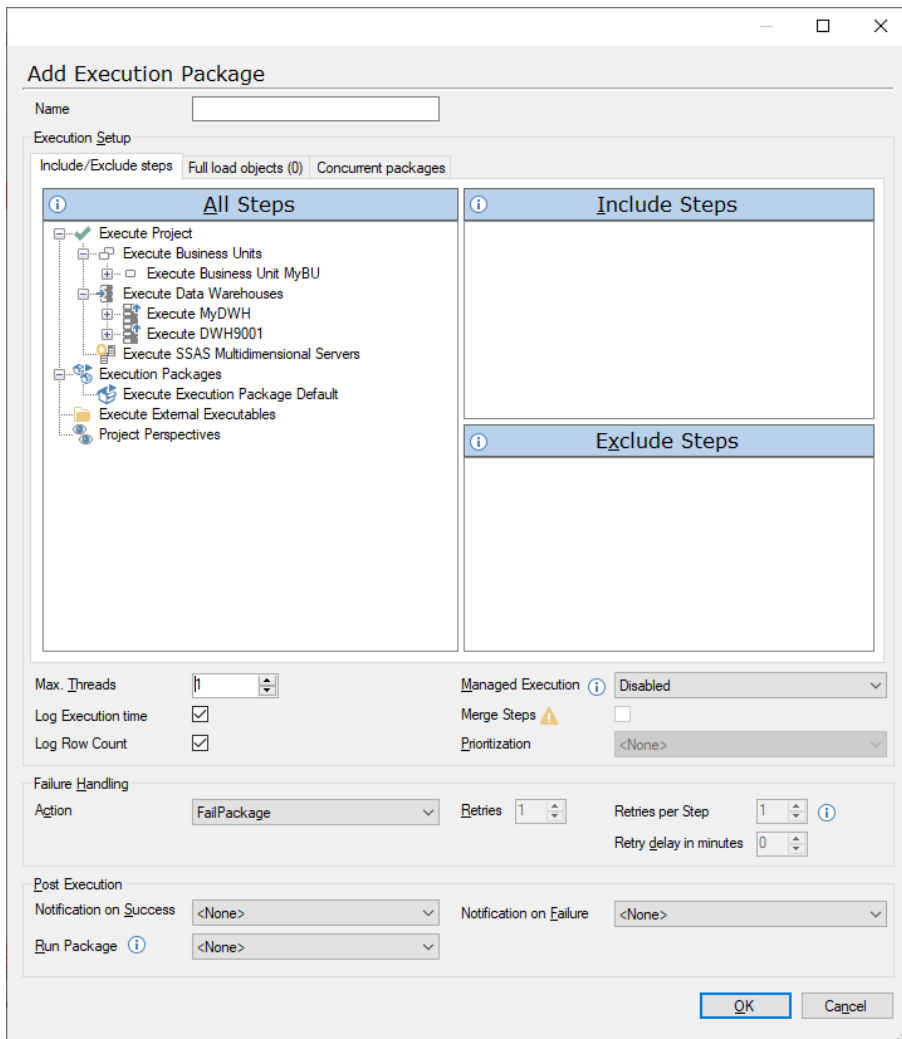 Add Execution Package
Name
Execution Setup
Include/Exclude steps Full load objects (0) Concurrent packages
All Steps
Execute Project
Execute Business Units
Execute Business Unit MyBU
Execute Data Warehouses
Execute MyDWH
Execute DWH9001
Execute SSAS Multidimensional Servers
Execution Packages
Execute Execution Package Default
Execute External Executables
Project Perspectives
Include Steps
Exclude Steps
Max. Threads 1
Managed Execution Disabled
Log Execution time
Merge Steps
Log Row Count
Prioritization <None>
Failure Handling
Action FailPackage Retries 1 Retries per Step 1
Retry delay in minutes 0
Post Execution
Notification on Success <None> Notification on Failure <None>
Run Package <None>
OK Cancel